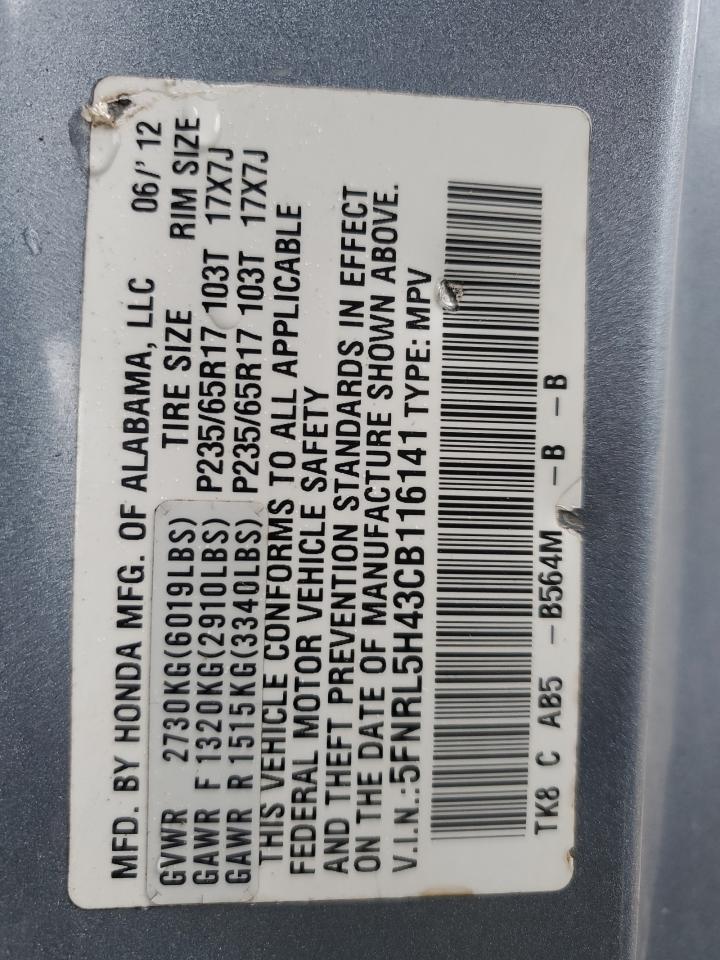 MFD. BY HONDA MFG. OF ALABAMA, LLC 06/' 12
TIRE SIZE RIM SIZE
GVWR 2730KG(6019LBS)
GAWR F 1320KG(2910LBS) P235/65R17 103T 17X7J
GAWR R 1515KG(3340LBS) P235/65R17 103T 17X7J
THIS VEHICLE CONFORMS TO ALL APPLICABLE
FEDERAL MOTOR VEHICLE SAFETY
AND THEFT PREVENTION STANDARDS IN EFFECT
ON THE DATE OF MANUFACTURE SHOWN ABOVE.
V.I.N.:5FNRL5H43CB116141 TYPE: MPV
TK8 C AB5 –B564M –B –B